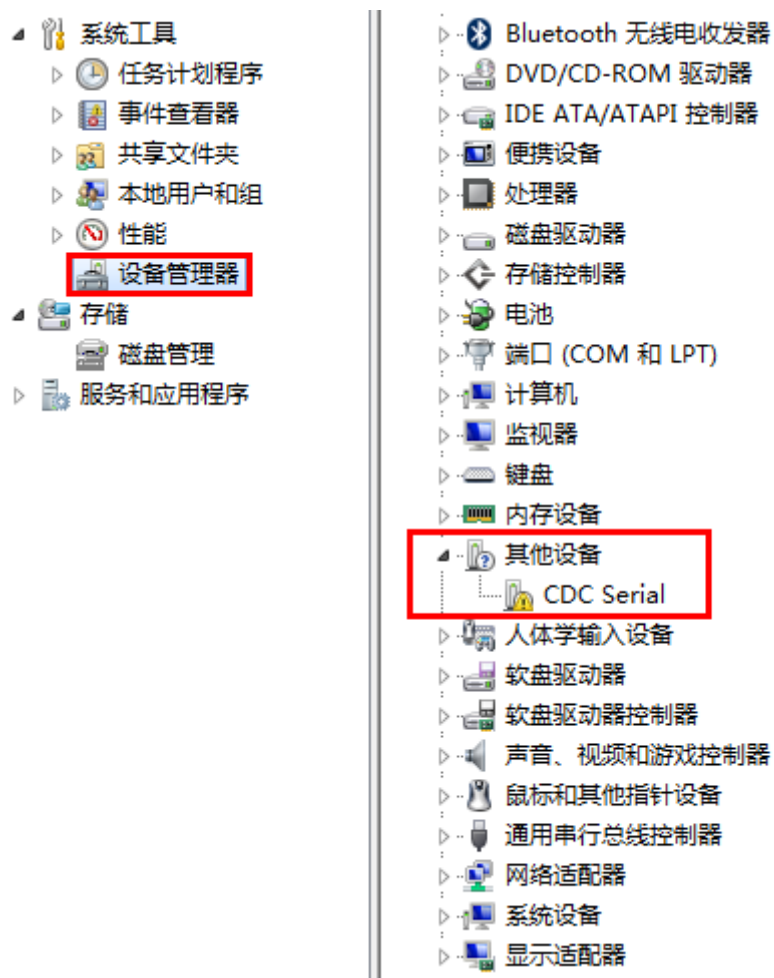 系统工具
任务计划程序
事件查看器
共享文件夹
本地用户和组
性能
设备管理器
存储
磁盘管理
服务和应用程序
Bluetooth 无线电收发器
DVD/CD-ROM 驱动器
IDE ATA/ATAPI 控制器
便携设备
处理器
磁盘驱动器
存储控制器
电池
端口 (COM 和 LPT)
计算机
监视器
键盘
内存设备
其他设备
CDC Serial
人体学输入设备
软盘驱动器
软盘驱动器控制器
声音、视频和游戏控制器
鼠标和其他指针设备
通用串行总线控制器
网络适配器
系统设备
显示适配器